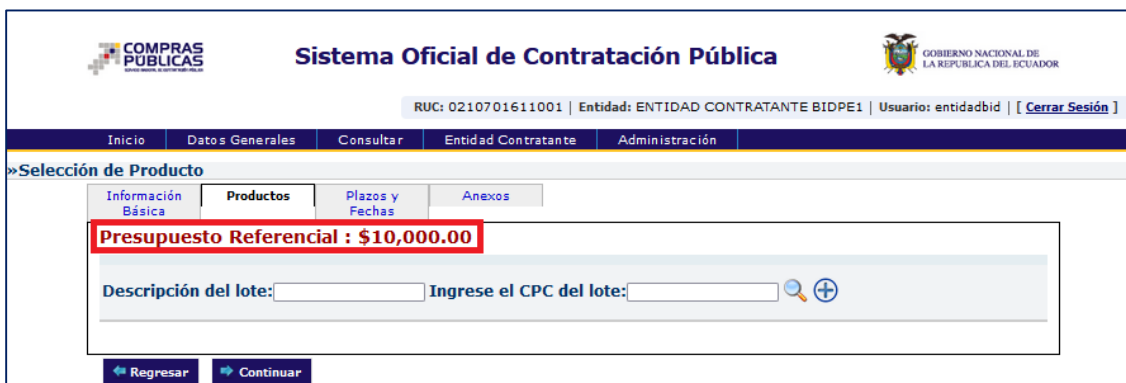 COMPRAS
PÚBLICAS
Sistema Oficial de Contratación Pública
GOBIERNO NACIONAL DE
LA REPUBLICA DEL ECUADOR
RUC: 0210701611001 | Entidad: ENTIDAD CONTRATANTE BIDPE1 | Usuario: entidadbid | [ Cerrar Sesión ]
Inicio Datos Generales Consultar Entidad Contratante Administración
»Selección de Producto
Información Básica Productos Plazos y Fechas Anexos
Presupuesto Referencial : $10,000.00
Descripción del lote: Ingrese el CPC del lote:
Regresar Continuar